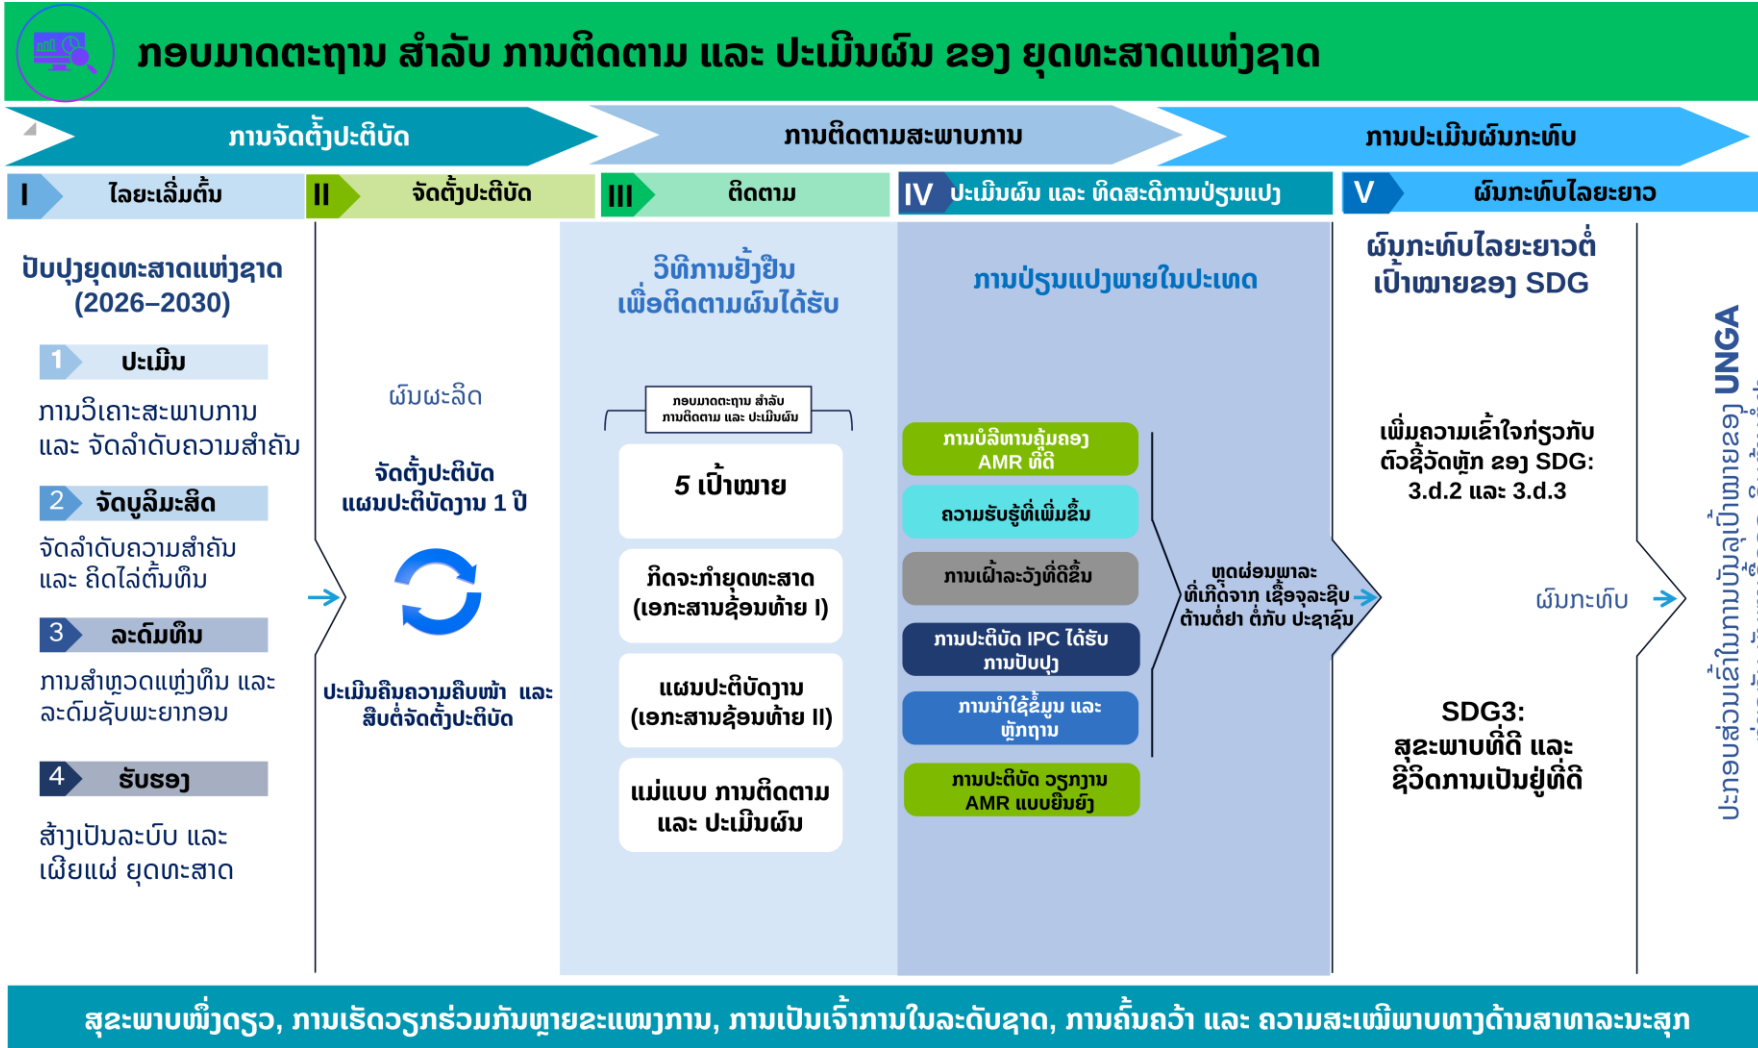 ກອບມາດຕະຖານ ສໍາລັບ ການຕິດຕາມ ແລະ ປະເມີນຜົນ ຂອງ ຍຸດທະສາດແຫ່ງຊາດ
ການຈັດຕັ້ງປະຕິບັດ
ການຕິດຕາມສະພາບການ
ການປະເມີນຜົນກະທົບ
I
ໄລຍະເລີ່ມຕົ້ນ
II
ຈັດຕັ້ງປະຕິບັດ
III
ຕິດຕາມ
IV
ປະເມີນຜົນ ແລະ ທິດສະດີການປ່ຽນແປງ
V
ຜົນກະທົບໄລຍະຍາວ
ປັບປຸງຍຸດທະສາດແຫ່ງຊາດ
(2026–2030)
1
ປະເມີນ
ການວິເຄາະສະພາບການ
ແລະ ຈັດລໍາດັບຄວາມສໍາຄັນ
2
ຈັດບູລິມະສິດ
ຈັດລໍາດັບຄວາມສໍາຄັນ
ແລະ ຄິດໄລ່ຕົ້ນທຶນ
3
ລະດົມທຶນ
ການສໍາຫຼວດແຫຼ່ງທຶນ ແລະ
ລະດົມຊັບພະຍາກອນ
4
ຮັບຮອງ
ສ້າງເປັນລະບົບ ແລະ
ເຜີຍແຜ່ ຍຸດທະສາດ
ຜົນຜະລິດ
ຈັດຕັ້ງປະຕິບັດ
ແຜນປະຕິບັດງານ 1 ປີ
ປະເມີນຄືນຄວາມຄືບໜ້າ ແລະ
ສືບຕໍ່ຈັດຕັ້ງປະຕິບັດ
ວິທີການຢັ້ງຢືນ
ເພື່ອຕິດຕາມຜົນໄດ້ຮັບ
ກອບມາດຕະຖານ ສໍາລັບ
ການຕິດຕາມ ແລະ ປະເມີນຜົນ
5 ເປົ້າໝາຍ
ກິດຈະກໍາຍຸດທະສາດ
(ເອກະສານຊ້ອນທ້າຍ I)
ແຜນປະຕິບັດງານ
(ເອກະສານຊ້ອນທ້າຍ II)
ແມ່ແບບ ການຕິດຕາມ
ແລະ ປະເມີນຜົນ
ການປ່ຽນແປງພາຍໃນປະເທດ
ການບໍລິຫານຄຸ້ມຄອງ
AMR ທີ່ດີ
ຄວາມຮັບຮູ້ທີ່ເພີ່ມຂຶ້ນ
ການເຝົ້າລະວັງທີ່ດີຂຶ້ນ
ການປະຕິບັດ IPC ໄດ້ຮັບ
ການປັບປຸງ
ການນໍາໃຊ້ຂໍ້ມູນ ແລະ
ຫຼັກຖານ
ການປະຕິບັດ ວຽກງານ
AMR ແບບຍືນຍົງ
ຫຼຸດຜ່ອນພາລະ
ທີ່ເກີດຈາກ ເຊື້ອຈຸລະຊີບ
ຕ້ານຕໍ່ຢາ ຕໍ່ກັບ ປະຊາຊົນ
ຜົນກະທົບໄລຍະຍາວຕໍ່
ເປົ້າໝາຍຂອງ SDG
ເພີ່ມຄວາມເຂົ້າໃຈກ່ຽວກັບ
ຕົວຊີ້ວັດຫຼັກ ຂອງ SDG:
3.d.2 ແລະ 3.d.3
ຜົນກະທົບ
SDG3:
ສຸຂະພາບທີ່ດີ ແລະ
ຊີວິດການເປັນຢູ່ທີ່ດີ
ປະກອບສ່ວນເຂົ້າໃນການບັນລຸເປົ້າໝາຍຂອງ UNGA
ສຸຂະພາບໜຶ່ງດຽວ, ການເຮັດວຽກຮ່ວມກັນຫຼາຍຂະແໜງການ, ການເປັນເຈົ້າການໃນລະດັບຊາດ, ການຄົ້ນຄວ້າ ແລະ ຄວາມສະເໝີພາບທາງດ້ານສາທາລະນະສຸກ